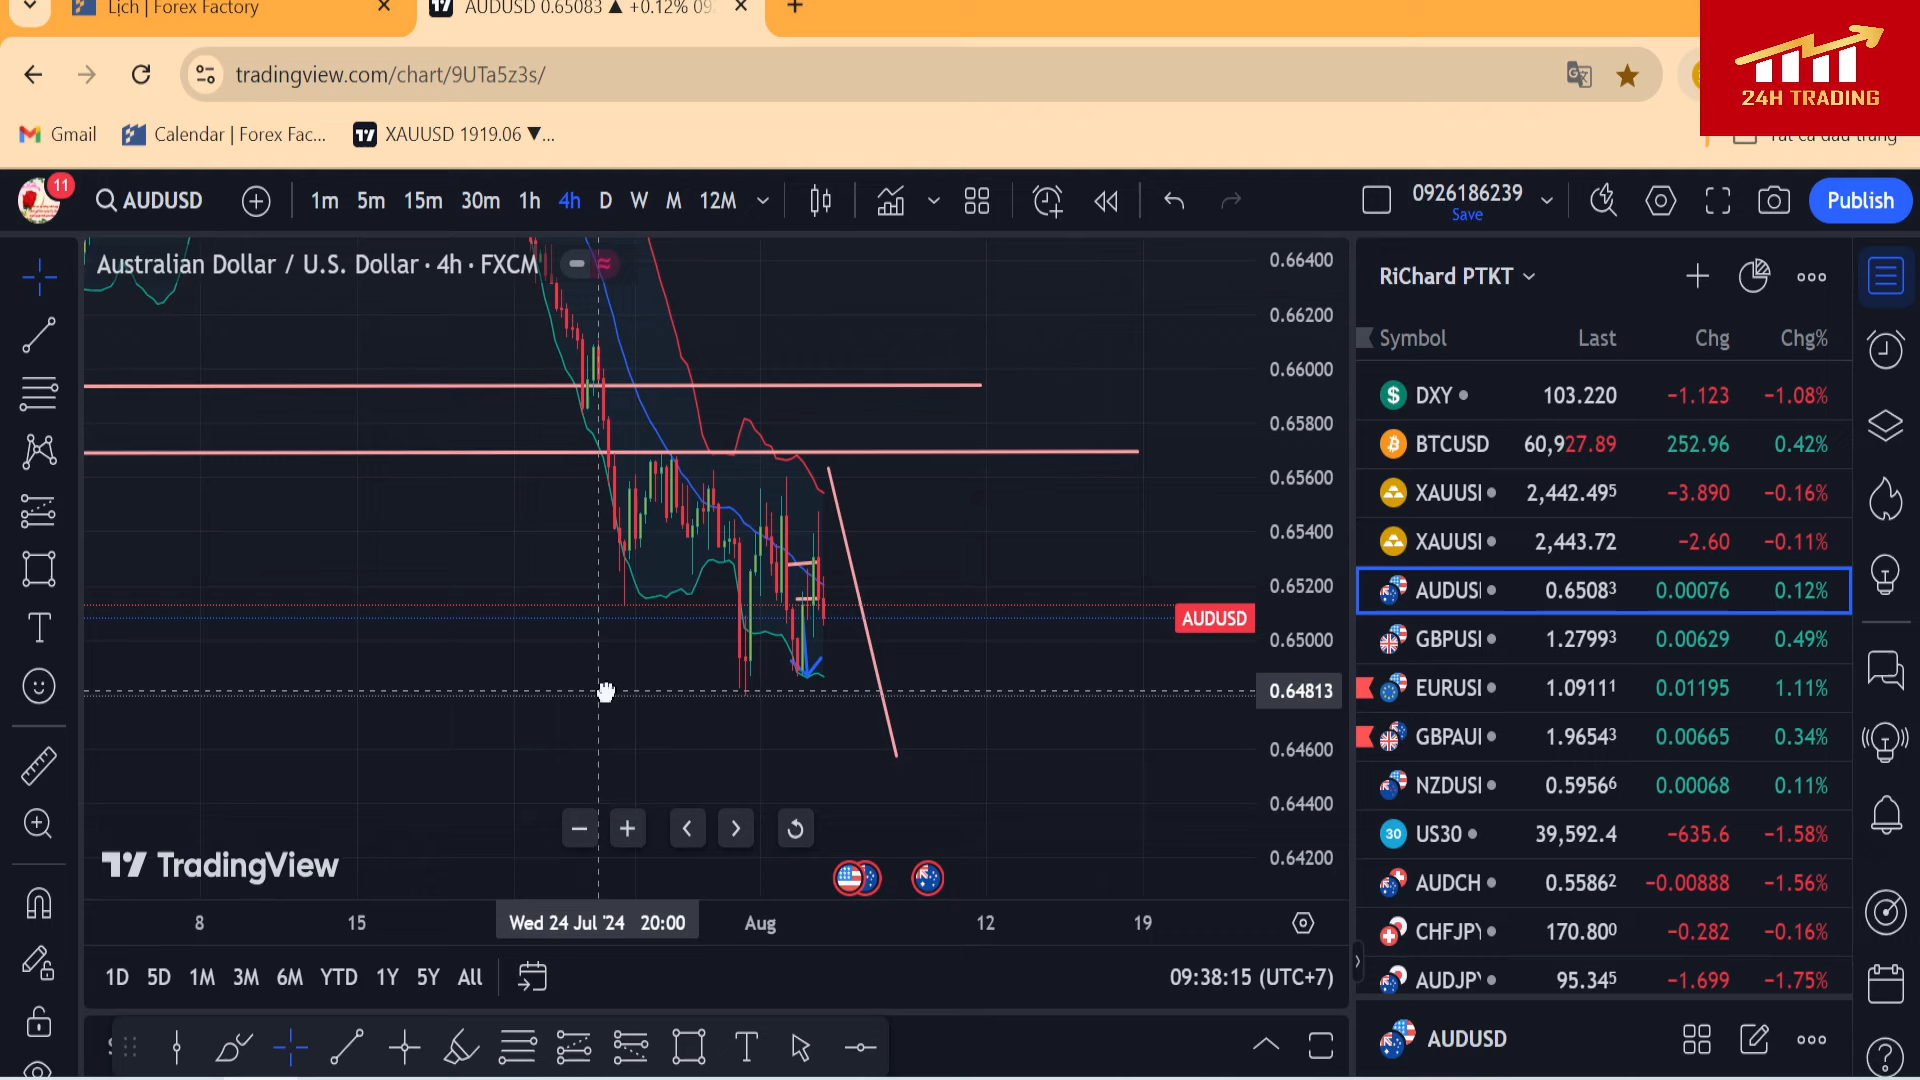 Lịch | Forex Factory
AUDUSD 0.65083 ▲ +0.12% 09
tradingview.com/chart/9UTa5z3s/
24H TRADING
Gmail
Calendar | Forex Fac...
XAUUSD 1919.06 ▼...
Tất cả dấu trang
11
AUDUSD
1m 5m 15m 30m 1h 4h D W M 12M
0926186239
Save
Publish
Australian Dollar / U.S. Dollar · 4h · FXCM
0.66400
0.66200
0.66000
0.65800
0.65600
0.65400
0.65200
AUDUSD
0.65000
0.64813
0.64600
0.64400
0.64200
TradingView
8
15
Wed 24 Jul '24 20:00
Aug
12
19
1D 5D 1M 3M 6M YTD 1Y 5Y All
09:38:15 (UTC+7)
RiChard PTKT
Symbol Last Chg Chg%
DXY 103.220 −1.123 −1.08%
BTCUSD 60,927.89 252.96 0.42%
XAUUSI 2,442.495 −3.890 −0.16%
XAUUSI 2,443.72 −2.60 −0.11%
AUDUSI 0.65083 0.00076 0.12%
GBPUSI 1.27993 0.00629 0.49%
EURUSI 1.09111 0.01195 1.11%
GBPAUI 1.96543 0.00665 0.34%
NZDUSI 0.59566 0.00068 0.11%
30 US30 39,592.4 −635.6 −1.58%
AUDCH 0.55862 −0.00888 −1.56%
CHFJPY 170.800 −0.282 −0.16%
AUDJPY 95.345 −1.699 −1.75%
AUDUSD